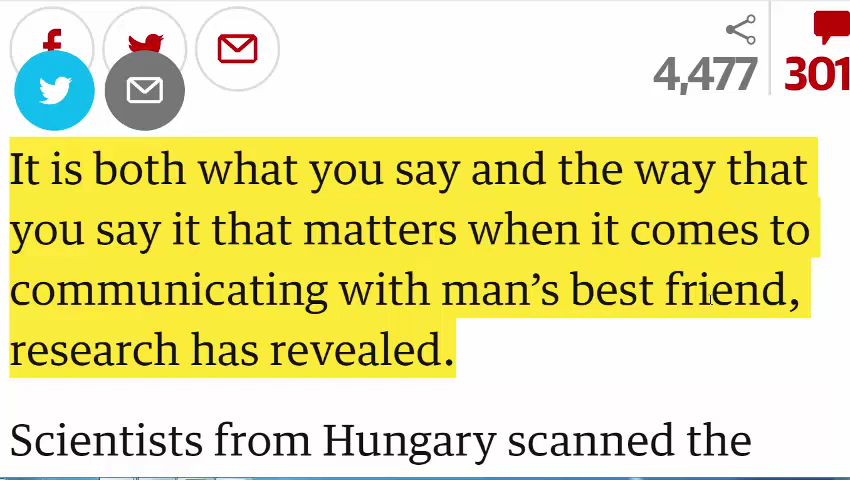 4,477
301
It is both what you say and the way that
you say it that matters when it comes to
communicating with man’s best friend,
research has revealed.
Scientists from Hungary scanned the